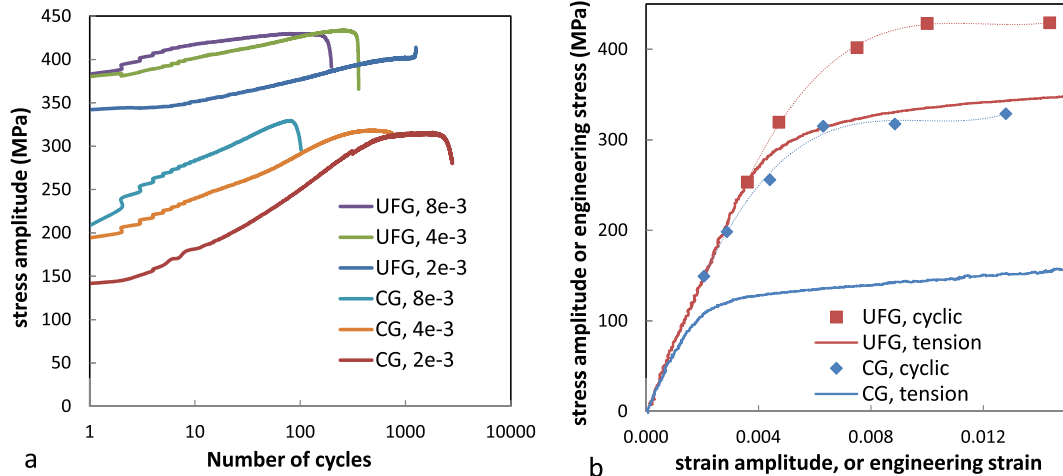 stress amplitude (MPa)
450
400
350
300
250
200
150
100
50
0
UFG, 8e-3
UFG, 4e-3
UFG, 2e-3
CG, 8e-3
CG, 4e-3
CG, 2e-3
1
10
100
1000
10000
Number of cycles
a
stress amplitude or engineering stress (MPa)
400
300
200
100
0
UFG, cyclic
UFG, tension
CG, cyclic
CG, tension
0.000
0.004
0.008
0.012
strain amplitude, or engineering strain
b